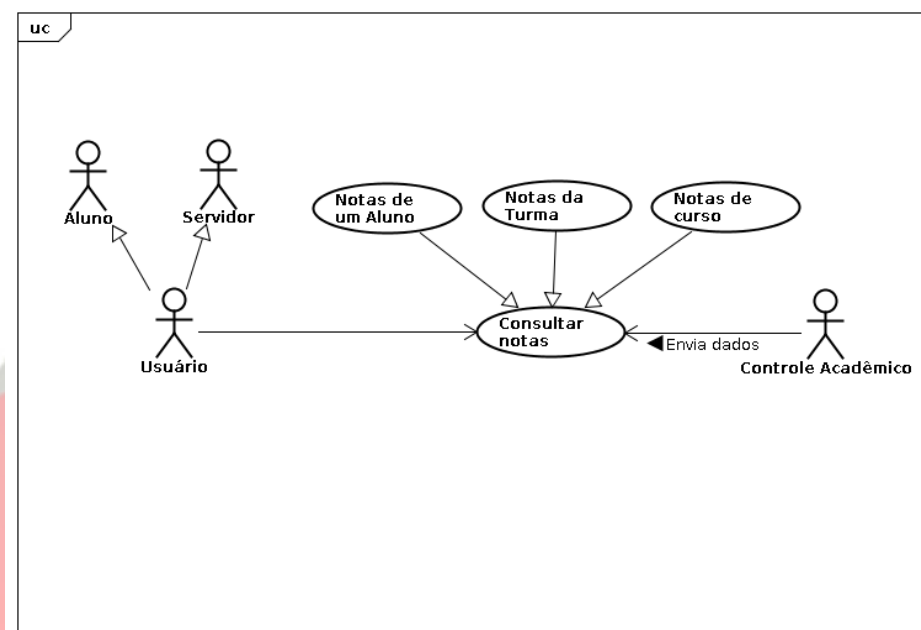 uc
Aluno
Servidor
Notas de
um Aluno
Notas da
Turma
Notas de
curso
Usuário
Consultar
notas
Envia dados
Controle Acadêmico